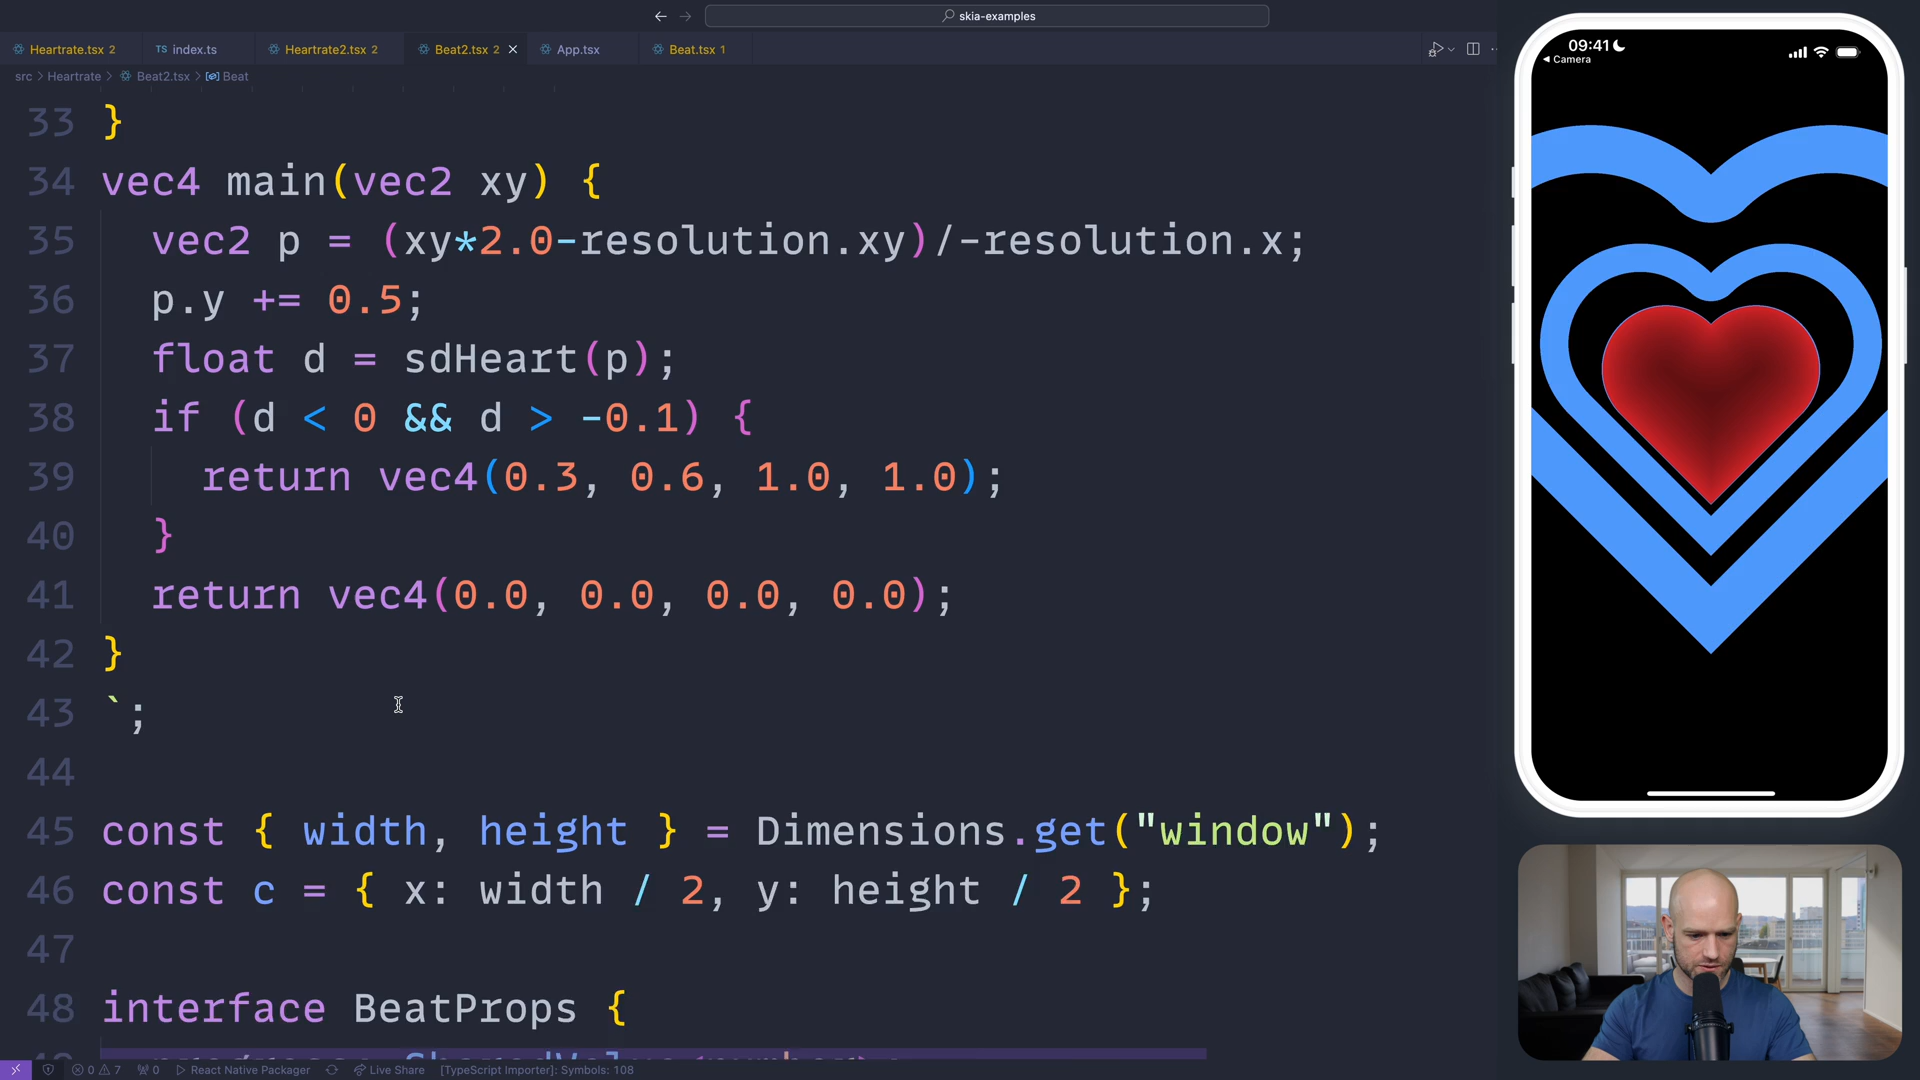 skia-examples
Heartrate.tsx 2
TS index.ts
Heartrate2.tsx 2
Beat2.tsx 2
App.tsx
Beat.tsx 1
src > Heartrate > Beat2.tsx > Beat
33 }
34 vec4 main(vec2 xy) {
35 vec2 p = (xy*2.0-resolution.xy)/-resolution.x;
36 p.y += 0.5;
37 float d = sdHeart(p);
38 if (d < 0 && d > -0.1) {
39 return vec4(0.3, 0.6, 1.0, 1.0);
40 }
41 return vec4(0.0, 0.0, 0.0, 0.0);
42 }
43 `;
44
45 const { width, height } = Dimensions.get("window");
46 const c = { x: width / 2, y: height / 2 };
47
48 interface BeatProps {
0 7 0 React Native Packager Live Share [TypeScript Importer]: Symbols: 108
09:41
Camera